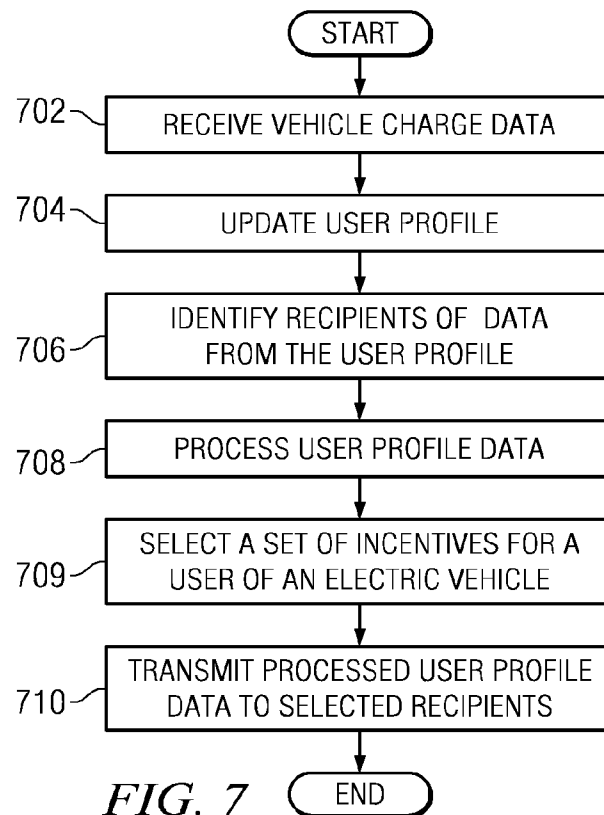 START
702
RECEIVE VEHICLE CHARGE DATA
704
UPDATE USER PROFILE
706
IDENTIFY RECIPIENTS OF DATA
FROM THE USER PROFILE
708
PROCESS USER PROFILE DATA
709
SELECT A SET OF INCENTIVES FOR A
USER OF AN ELECTRIC VEHICLE
710
TRANSMIT PROCESSED USER PROFILE
DATA TO SELECTED RECIPIENTS
FIG. 7
END